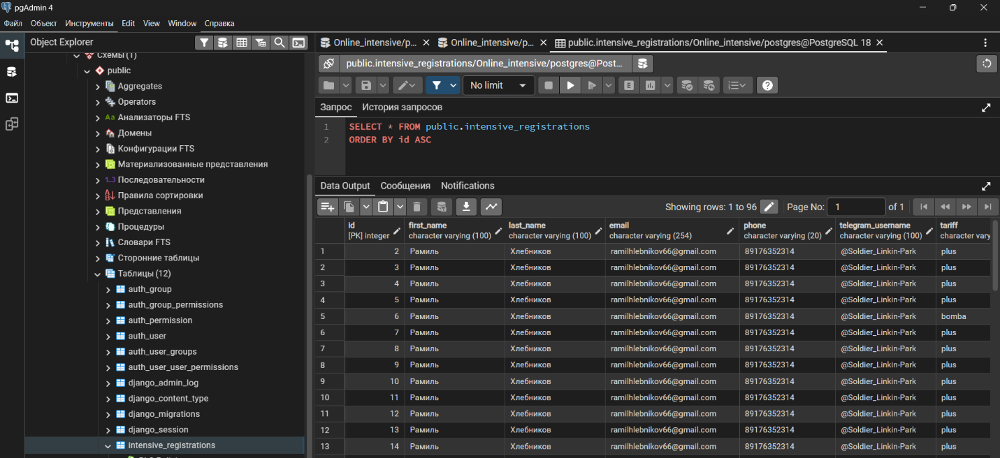 pgAdmin 4
Файл Объект Инструменты Edit View Window Справка
Object Explorer
Схемы (1)
public
Aggregates
Operators
Aa Анализаторы FTS
Домены
Конфигурации FTS
Материализованные представления
1..3 Последовательности
Правила сортировки
Представления
Процедуры
Словари FTS
Сторонние таблицы
Таблицы (12)
auth_group
auth_group_permissions
auth_permission
auth_user
auth_user_groups
auth_user_user_permissions
django_admin_log
django_content_type
django_migrations
django_session
intensive_registrations
Online_intensive/p... Online_intensive/p... public.intensive_registrations/Online_intensive/postgres@PostgreSQL 18
public.intensive_registrations/Online_intensive/postgres@Post...
No limit E
Запрос История запросов
1 SELECT * FROM public.intensive_registrations
2 ORDER BY id ASC
Data Output Сообщения Notifications
Showing rows: 1 to 96 Page No: 1 of 1
id first_name last_name email phone telegram_username tariff
[PK] integer character varying (100) character varying (100) character varying (254) character varying (20) character varying (100) character vary
1 2 Рамиль Хлебников ramilhlebnikov66@gmail.com 89176352314 @Soldier_Linkin-Park plus
2 3 Рамиль Хлебников ramilhlebnikov66@gmail.com 89176352314 @Soldier_Linkin-Park plus
3 4 Рамиль Хлебников ramilhlebnikov66@gmail.com 89176352314 @Soldier_Linkin-Park plus
4 5 Рамиль Хлебников ramilhlebnikov66@gmail.com 89176352314 @Soldier_Linkin-Park plus
5 6 Рамиль Хлебников ramilhlebnikov66@gmail.com 89176352314 @Soldier_Linkin-Park bomba
6 7 Рамиль Хлебников ramilhlebnikov66@gmail.com 89176352314 @Soldier_Linkin-Park plus
7 8 Рамиль Хлебников ramilhlebnikov66@gmail.com 89176352314 @Soldier_Linkin-Park plus
8 9 Рамиль Хлебников ramilhlebnikov66@gmail.com 89176352314 @Soldier_Linkin-Park plus
9 10 Рамиль Хлебников ramilhlebnikov66@gmail.com 89176352314 @Soldier_Linkin-Park plus
10 11 Рамиль Хлебников ramilhlebnikov66@gmail.com 89176352314 @Soldier_Linkin-Park plus
11 12 Рамиль Хлебников ramilhlebnikov66@gmail.com 89176352314 @Soldier_Linkin-Park plus
12 13 Рамиль Хлебников ramilhlebnikov66@gmail.com 89176352314 @Soldier_Linkin-Park plus
13 14 Рамиль Хлебников ramilhlebnikov66@gmail.com 89176352314 @Soldier_Linkin-Park plus